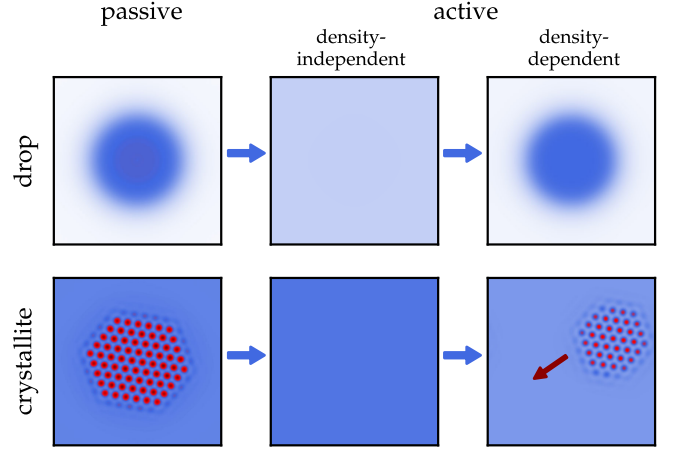 passive
active
density-
independent
density-
dependent
drop
crystallite